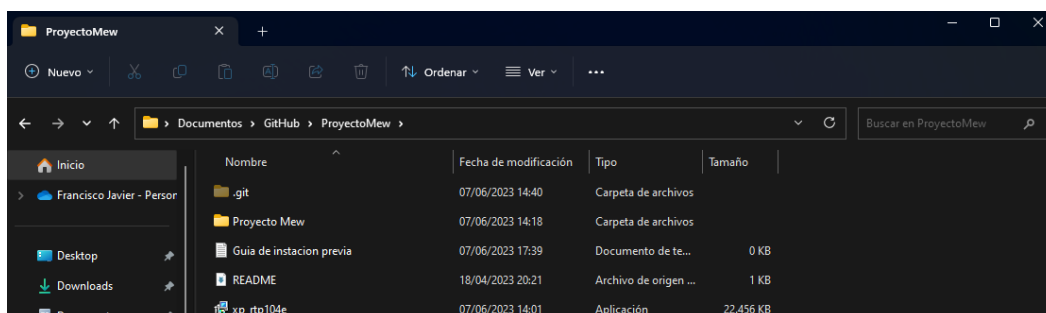 ProyectoMew
Nuevo
Ordenar
Ver
Documentos > GitHub > ProyectoMew >
Buscar en ProyectoMew
Inicio
Nombre
Fecha de modificación
Tipo
Tamaño
.git
07/06/2023 14:40
Carpeta de archivos
Francisco Javier - Person
Proyecto Mew
07/06/2023 14:18
Carpeta de archivos
Guia de instacion previa
07/06/2023 17:39
Documento de te...
0 KB
Desktop
README
18/04/2023 20:21
Archivo de origen ...
1 KB
Downloads
xp_rtp104e
07/06/2023 14:01
Aplicación
22.456 KB